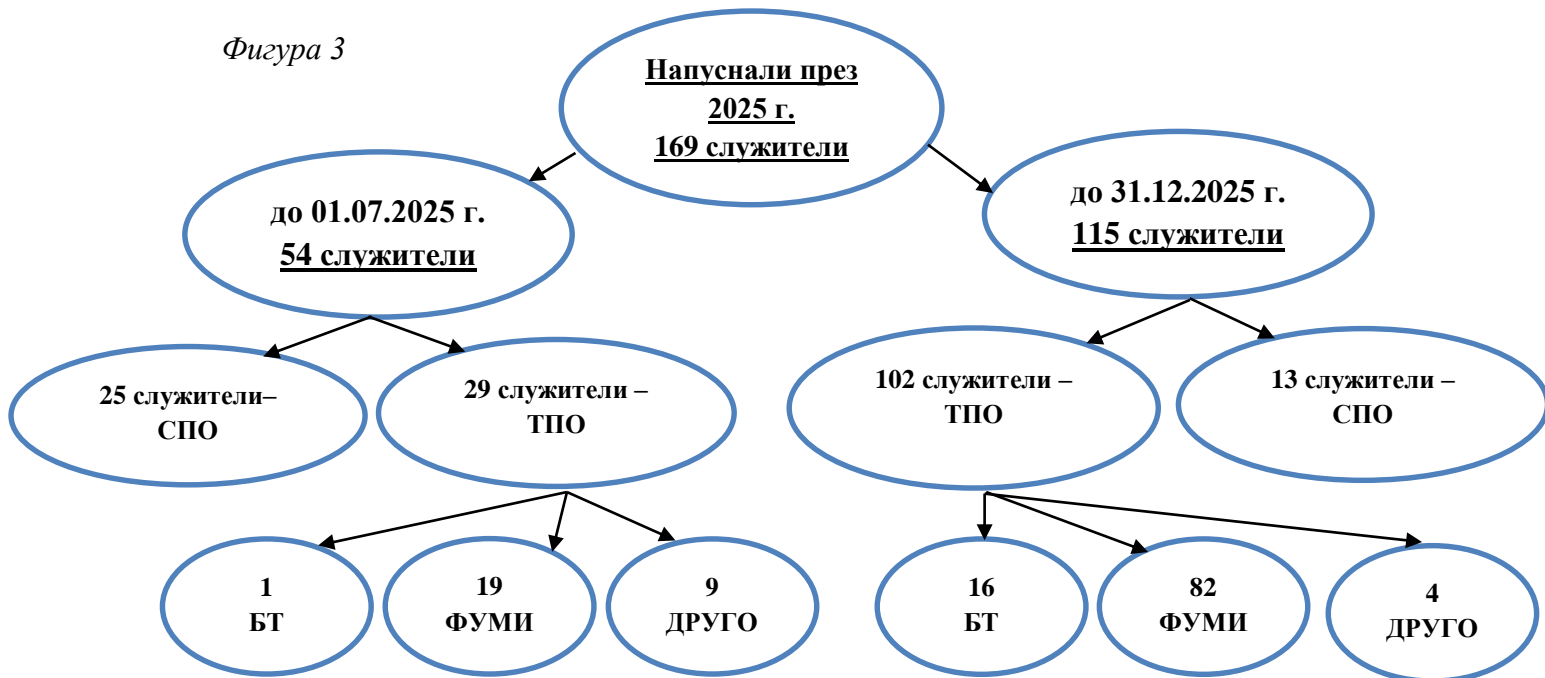 Фигура 3
Напуснали през
2025 г.
169 служители
до 01.07.2025 г.
54 служители
до 31.12.2025 г.
115 служители
25 служители–
СПО
29 служители –
ТПО
102 служители –
ТПО
13 служители –
СПО
1
БТ
19
ФУМИ
9
ДРУГО
16
БТ
82
ФУМИ
4
ДРУГО